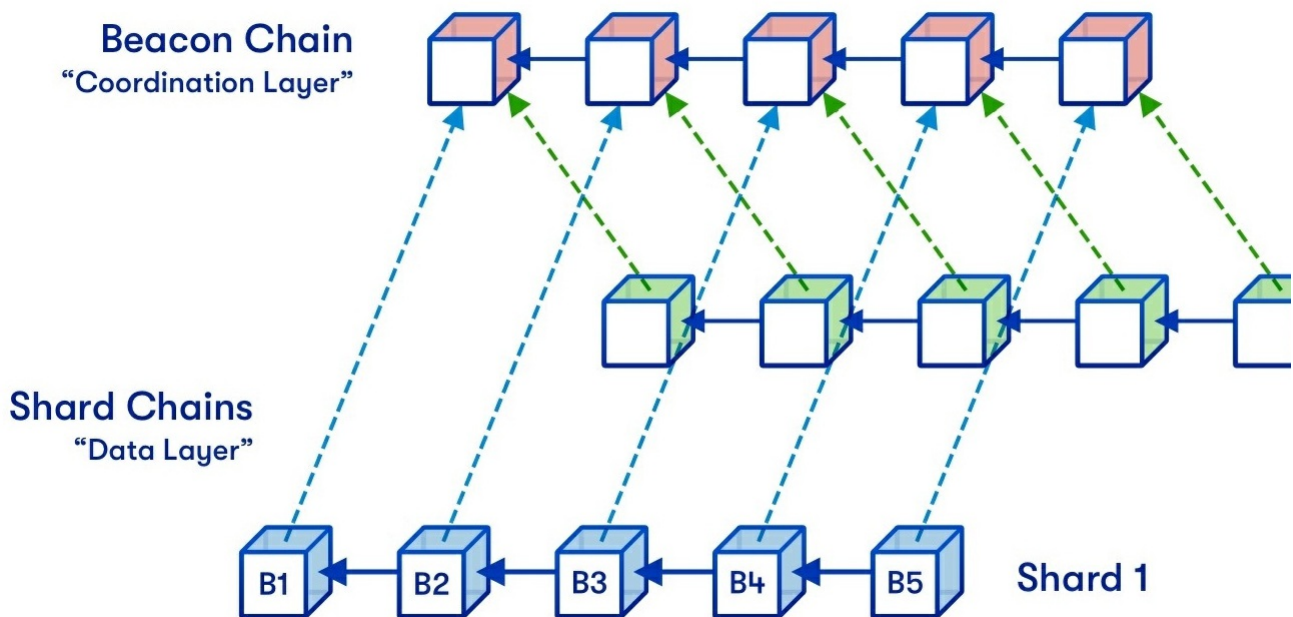 Beacon Chain
“Coordination Layer”
Shard Chains
“Data Layer”
B1
B2
B3
B4
B5
Shard 1